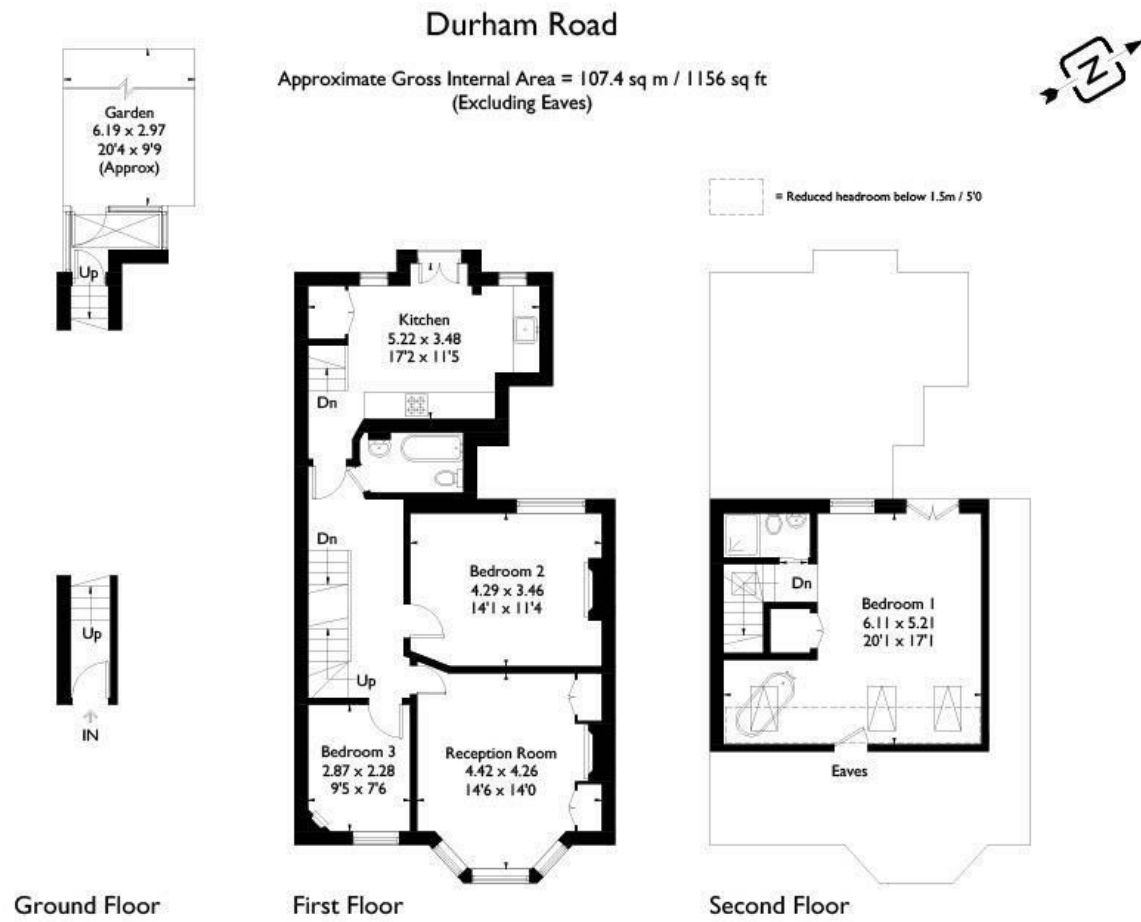 Durham Road
Approximate Gross Internal Area = 107.4 sq m / 1156 sq ft
(Excluding Eaves)
N
Garden
6.19 x 2.97
20'4 x 9'9
(Approx)
= Reduced headroom below 1.5m / 5'0
Up
Kitchen
5.22 x 3.48
17'2 x 11'5
Dn
Dn
Bedroom 2
4.29 x 3.46
14'1 x 11'4
Up
Dn
Bedroom 1
6.11 x 5.21
20'1 x 17'1
Up
IN
Bedroom 3
2.87 x 2.28
9'5 x 7'6
Reception Room
4.42 x 4.26
14'6 x 14'0
Eaves
Ground Floor
First Floor
Second Floor